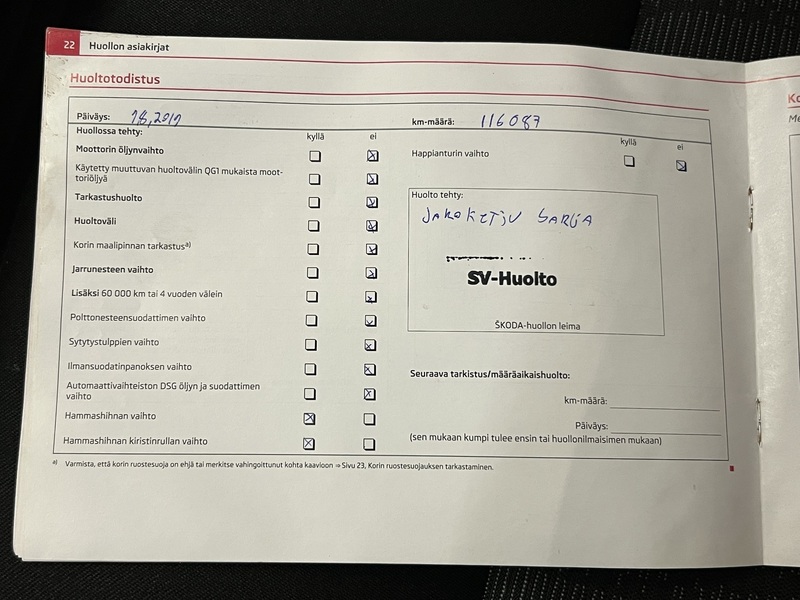 22 Huollon asiakirjat
Huoltotodistus
Päiväys:
km-määrä: 116087
Huollossa tehty:
kyllä ei
Moottorin öljynvaihto
Käytetty muuttuvan huoltovälin QG1 mukaista moot-
toriöljyä
Tarkastushuolto
Huoltoväli
Korin maalipinnan tarkastusa)
Jarrunesteen vaihto
Lisäksi 60 000 km tai 4 vuoden välein
Polttonesteensuodattimen vaihto
Sytytystulppien vaihto
Ilmansuodatinpanoksen vaihto
Automaattivaihteiston DSG öljyn ja suodattimen
vaihto
Hammashihnan vaihto
Hammashihnan kiristinrullan vaihto
kyllä ei
Happianturin vaihto
Huolto tehty:
JAKOKETJU SARJA
SV-Huolto
ŠKODA-huollon leima
Seuraava tarkistus/määräaikaishuolto:
km-määrä:
Päiväys:
(sen mukaan kumpi tulee ensin tai huollonilmaisimen mukaan)
a) Varmista, että korin ruostesuoja on ehjä tai merkitse vahingoittunut kohta kaavioon ⇒ Sivu 23, Korin ruostesuojauksen tarkastaminen.